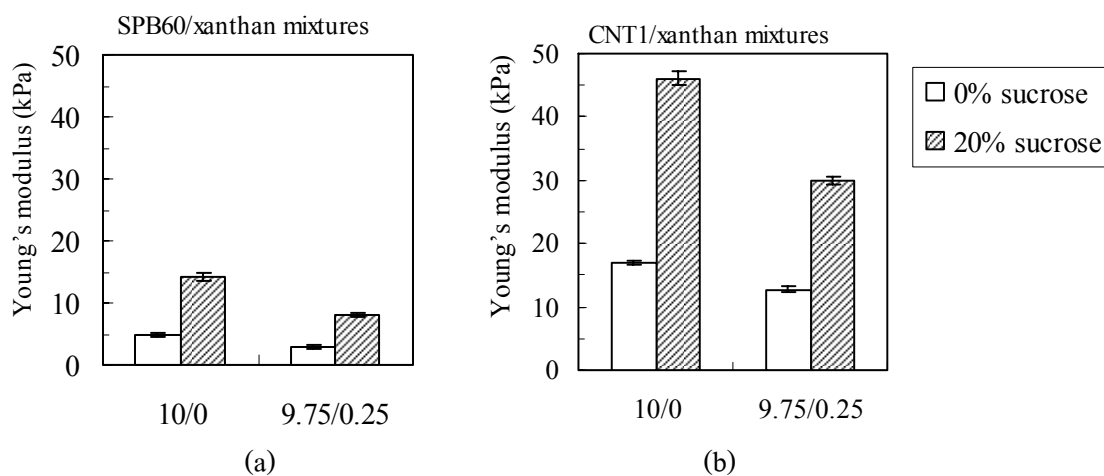 SPB60/xanthan mixtures
Young’s modulus (kPa)
50
40
30
20
10
0
10/0
9.75/0.25
(a)
CNT1/xanthan mixtures
Young’s modulus (kPa)
50
40
30
20
10
0
10/0
9.75/0.25
(b)
0% sucrose
20% sucrose